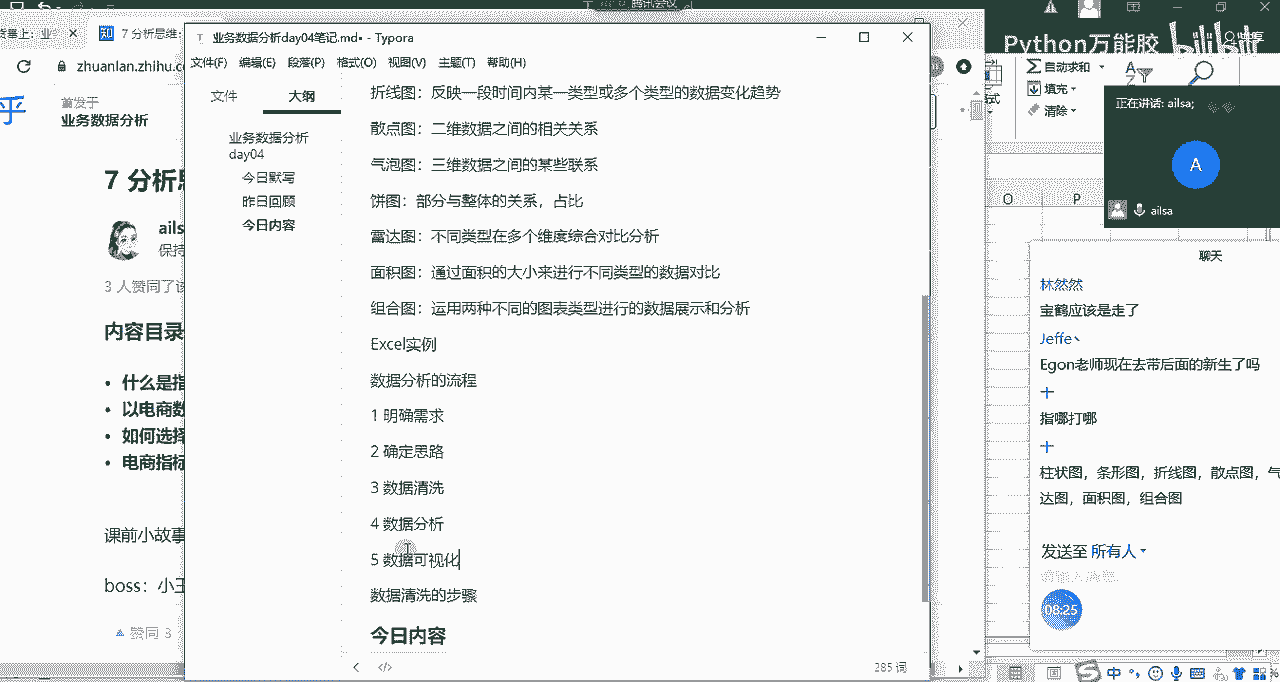 腾讯会议
Python万能胶 bilibili
业务数据分析day04笔记.md• - Typora
7 分析思维:
zhuanlan.zhihu.c
文件(F) 编辑(E) 段落(P) 格式(O) 视图(V) 主题(T) 帮助(H)
首发于
业务数据分析
7 分析思
ails
保持
3 人赞同了该
内容目录
• 什么是指
• 以电商数
• 如何选择
• 电商指标
课前小故事
boss：小王
赞同 3
文件 大纲
业务数据分析
day04
今日默写
昨日回顾
今日内容
折线图：反映一段时间内某一类型或多个类型的数据变化趋势
散点图：二维数据之间的相关关系
气泡图：三维数据之间的某些联系
饼图：部分与整体的关系，占比
雷达图：不同类型在多个维度综合对比分析
面积图：通过面积的大小来进行不同类型的数据对比
组合图：运用两种不同的图表类型进行的数据展示和分析
Excel实例
数据分析的流程
1 明确需求
2 确定思路
3 数据清洗
4 数据分析
5 数据可视化
数据清洗的步骤
今日内容
285 词
自动求和
填充
清除
O P
正在讲话: ailsa;
A
ailsa
聊天
林然然
宝鹤应该是走了
Jeffe丶
Egon老师现在去带后面的新生了吗
十
指哪打哪
十
柱状图，条形图，折线图，散点图，气
达图，面积图，组合图
发送至 所有人
08:25
中